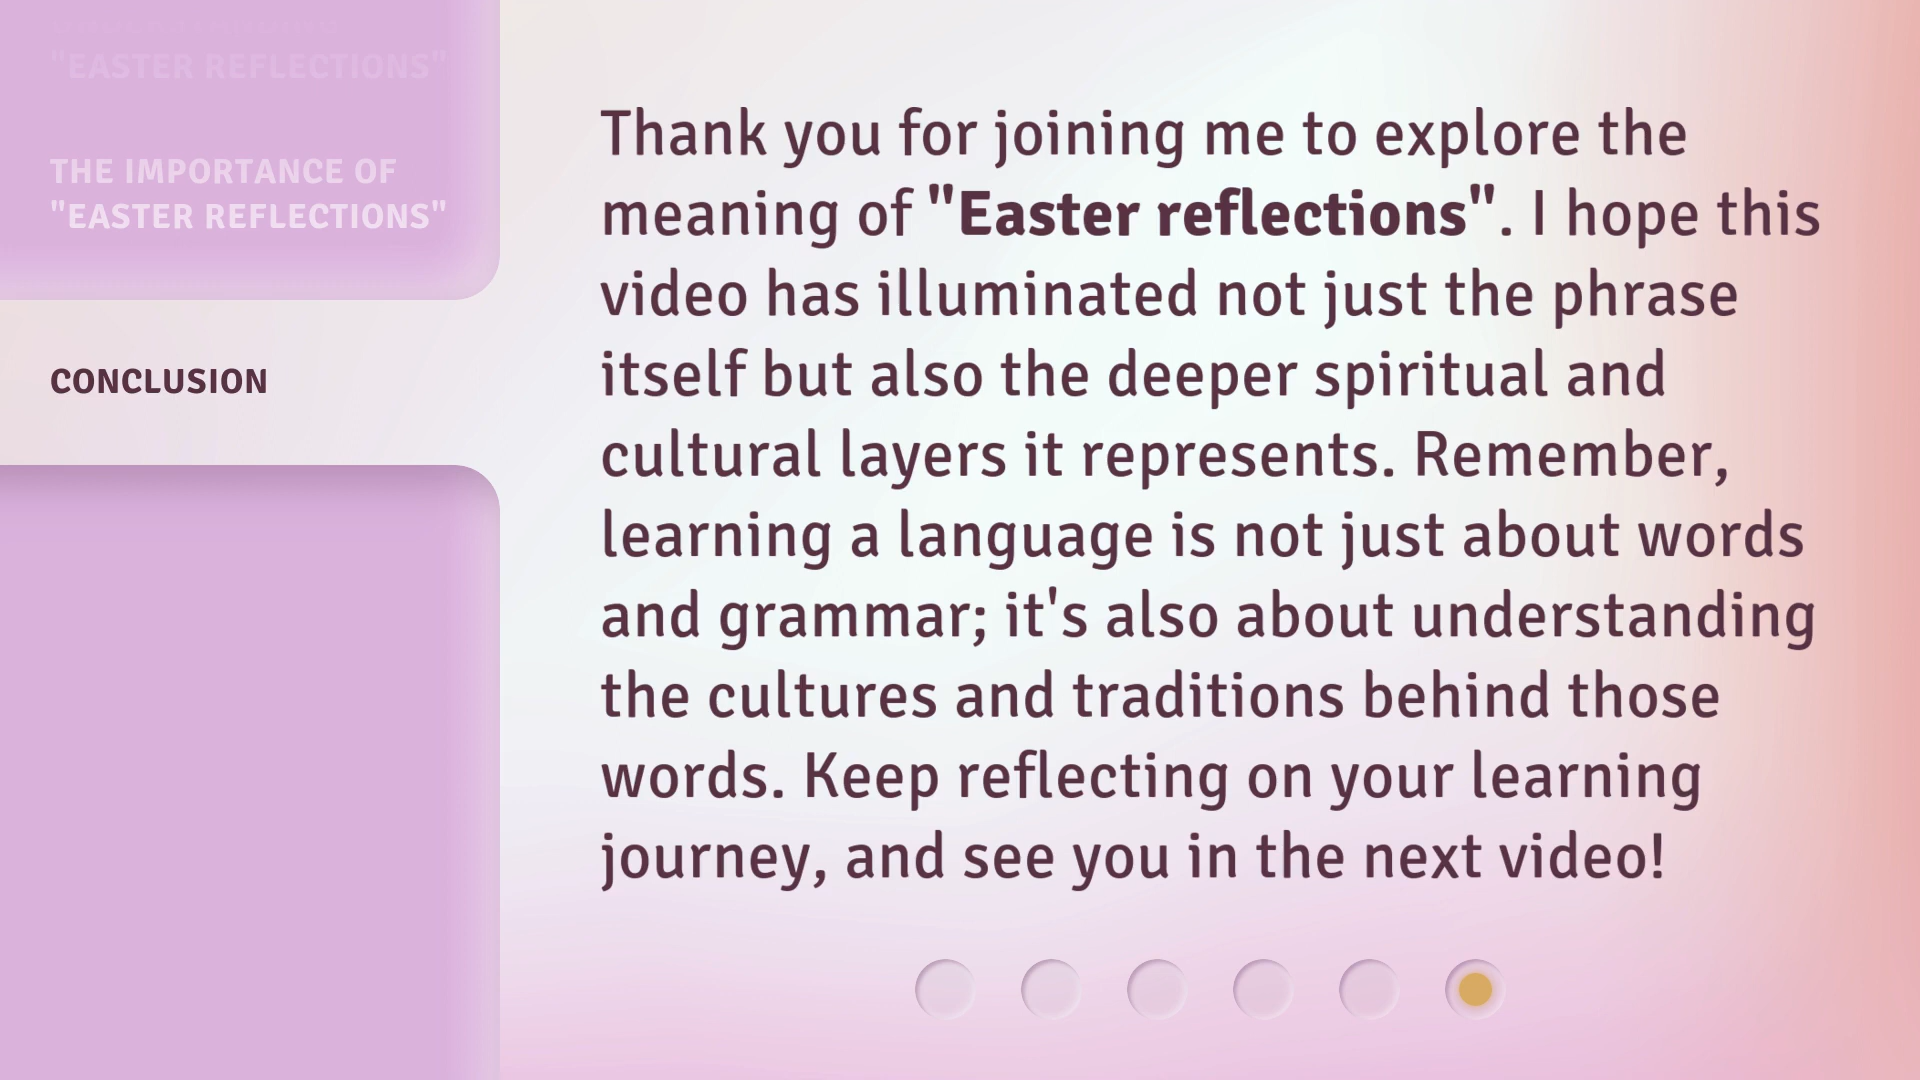 "EASTER REFLECTIONS"
THE IMPORTANCE OF
"EASTER REFLECTIONS"
CONCLUSION
Thank you for joining me to explore the
meaning of "Easter reflections". I hope this
video has illuminated not just the phrase
itself but also the deeper spiritual and
cultural layers it represents. Remember,
learning a language is not just about words
and grammar; it's also about understanding
the cultures and traditions behind those
words. Keep reflecting on your learning
journey, and see you in the next video!